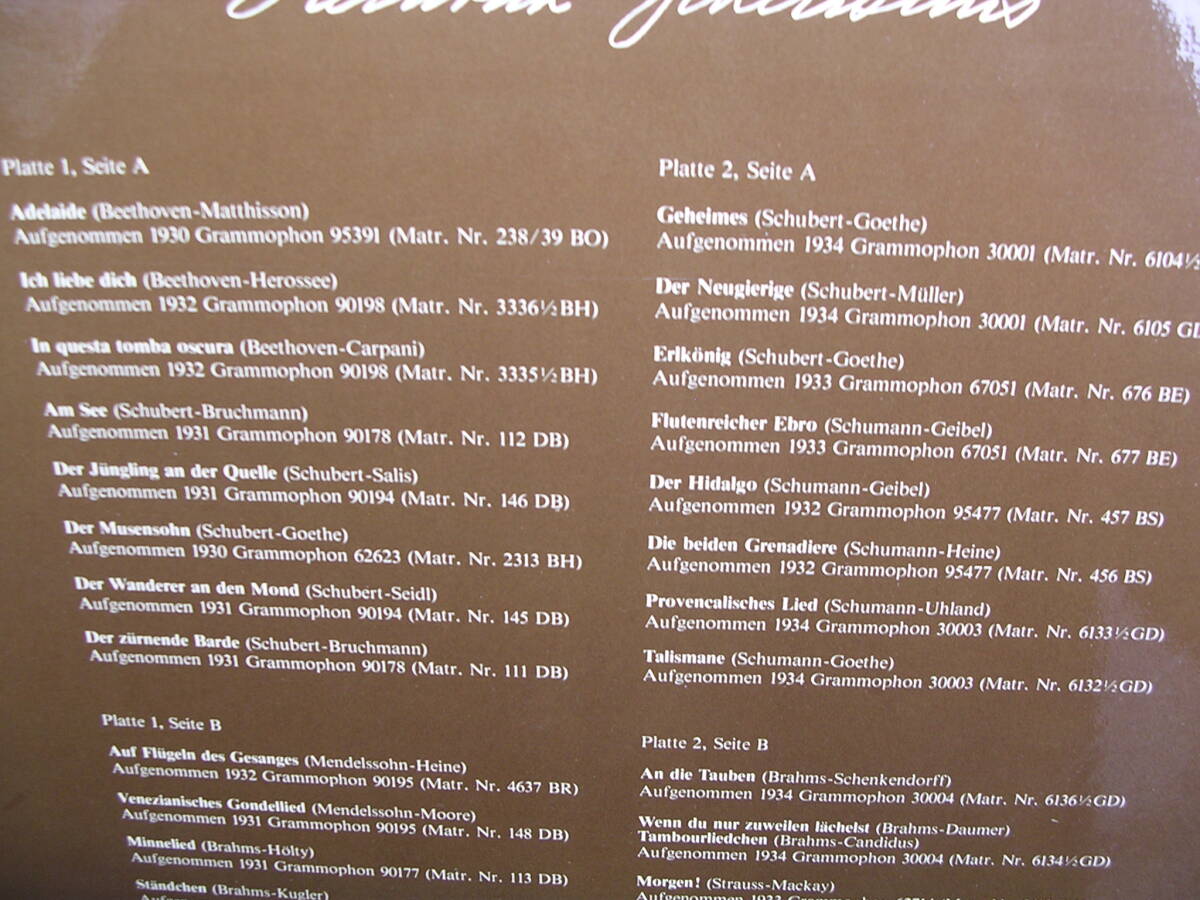 Platte 1, Seite A
Adelaide (Beethoven-Matthisson)
Aufgenommen 1930 Grammophon 95391 (Matr. Nr. 238/39 BO)
Ich liebe dich (Beethoven-Herossee)
Aufgenommen 1932 Grammophon 90198 (Matr. Nr. 3336½BH)
In questa tomba oscura (Beethoven-Carpani)
Aufgenommen 1932 Grammophon 90198 (Matr. Nr. 3335½BH)
Am See (Schubert-Bruchmann)
Aufgenommen 1931 Grammophon 90178 (Matr. Nr. 112 DB)
Der Jüngling an der Quelle (Schubert-Salis)
Aufgenommen 1931 Grammophon 90194 (Matr. Nr. 146 DB)
Der Musensohn (Schubert-Goethe)
Aufgenommen 1930 Grammophon 62623 (Matr. Nr. 2313 BH)
Der Wanderer an den Mond (Schubert-Seidl)
Aufgenommen 1931 Grammophon 90194 (Matr. Nr. 145 DB)
Der zürnende Barde (Schubert-Bruchmann)
Aufgenommen 1931 Grammophon 90178 (Matr. Nr. 111 DB)
Platte 1, Seite B
Auf Flügeln des Gesanges (Mendelssohn-Heine)
Aufgenommen 1932 Grammophon 90195 (Matr. Nr. 4637 BR)
Venezianisches Gondellied (Mendelssohn-Moore)
Aufgenommen 1931 Grammophon 90195 (Matr. Nr. 148 DB)
Minnelied (Brahms-Hölty)
Aufgenommen 1931 Grammophon 90177 (Matr. Nr. 113 DB)
Ständchen (Brahms-Kugler)
Platte 2, Seite A
Geheimes (Schubert-Goethe)
Aufgenommen 1934 Grammophon 30001 (Matr. Nr. 6104½
Der Neugierige (Schubert-Müller)
Aufgenommen 1934 Grammophon 30001 (Matr. Nr. 6105 GD
Erlkönig (Schubert-Goethe)
Aufgenommen 1933 Grammophon 67051 (Matr. Nr. 676 BE)
Flutenreicher Ebro (Schumann-Geibel)
Aufgenommen 1933 Grammophon 67051 (Matr. Nr. 677 BE)
Der Hidalgo (Schumann-Geibel)
Aufgenommen 1932 Grammophon 95477 (Matr. Nr. 457 BS)
Die beiden Grenadiere (Schumann-Heine)
Aufgenommen 1932 Grammophon 95477 (Matr. Nr. 456 BS)
Provencalisches Lied (Schumann-Uhland)
Aufgenommen 1934 Grammophon 30003 (Matr. Nr. 6133½GD)
Talismane (Schumann-Goethe)
Aufgenommen 1934 Grammophon 30003 (Matr. Nr. 6132½GD)
Platte 2, Seite B
An die Tauben (Brahms-Schenkendorff)
Aufgenommen 1934 Grammophon 30004 (Matr. Nr. 6136½GD)
Wenn du nur zuweilen lächelst (Brahms-Daumer)
Tambourliedchen (Brahms-Candidus)
Aufgenommen 1934 Grammophon 30004 (Matr. Nr. 6134½GD)
Morgen! (Strauss-Mackay)